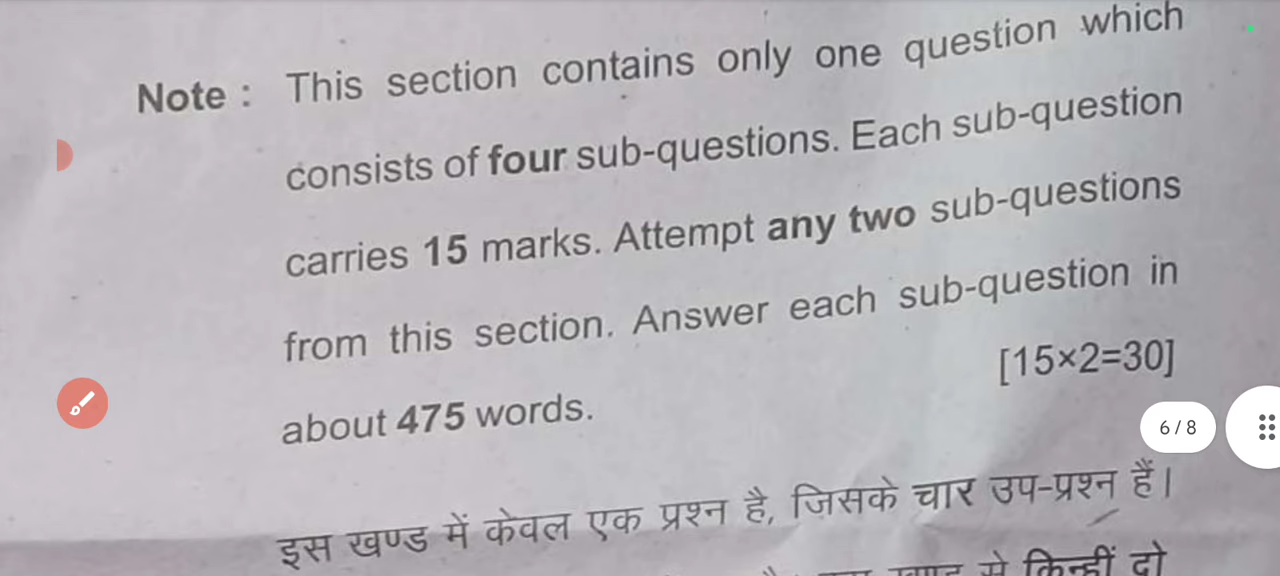 Note : This section contains only one question which
consists of four sub-questions. Each sub-question
carries 15 marks. Attempt any two sub-questions
from this section. Answer each sub-question in
about 475 words. [15×2=30]
6 / 8
इस खण्ड में केवल एक प्रश्न है, जिसके चार उप-प्रश्न हैं।
से किन्हीं दो